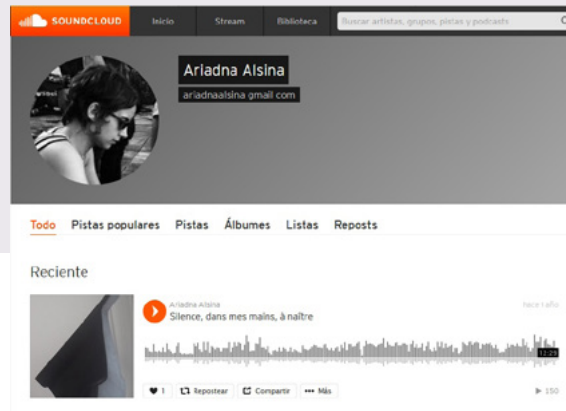 SOUNDCLOUD Inicio Stream Biblioteca Buscar artistas, grupos, pistas y podcasts
Ariadna Alsina
ariadnaalsina gmail com
Todo Pistas populares Pistas Álbumes Listas Reposts
Reciente
Ariadna Alsina hace 1 año
Silence, dans mes mains, à naître
12:29
1 Repostear Compartir Más 150